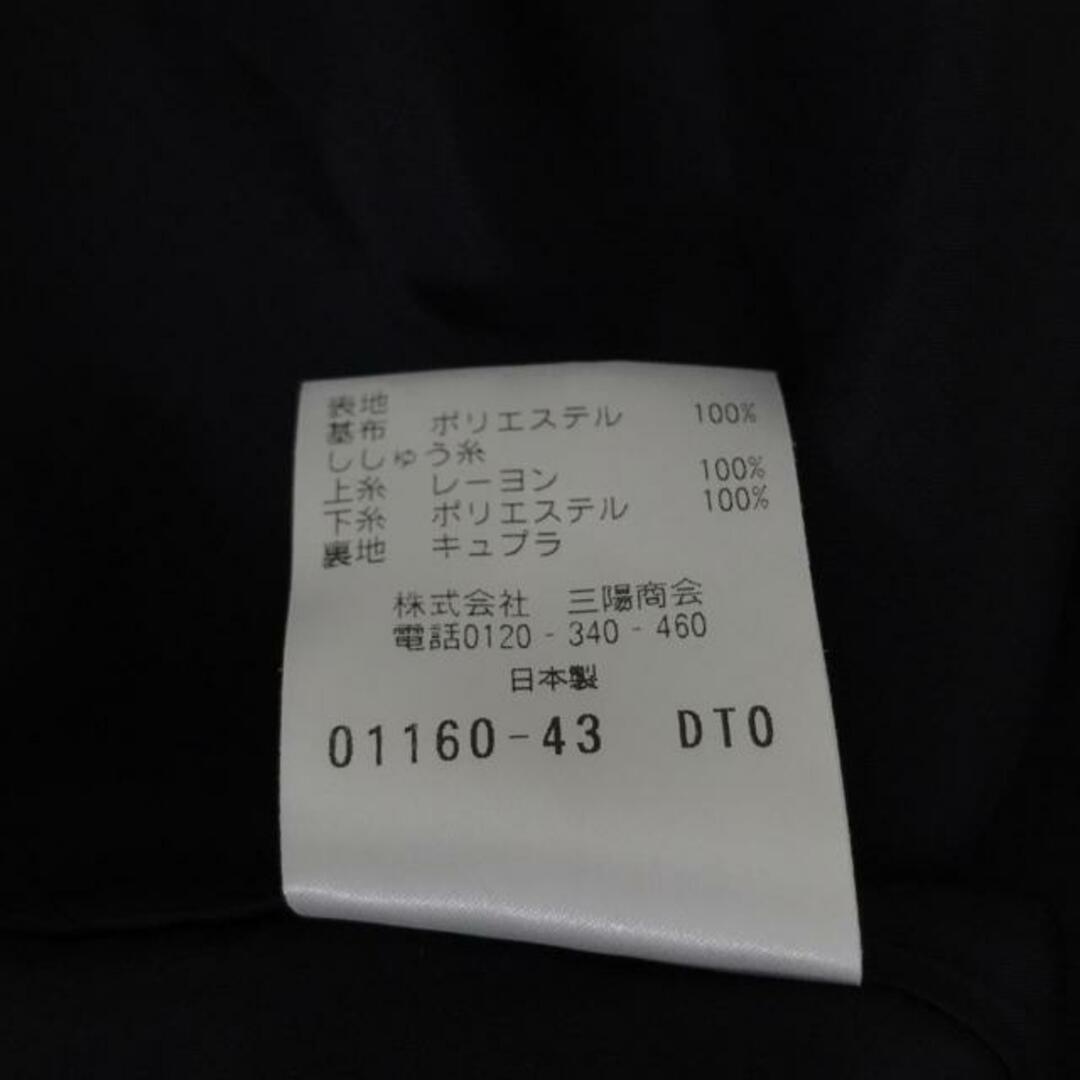 表地
基布 ポリエステル 100%
ししゅう糸
上糸 レーヨン 100%
下糸 ポリエステル 100%
裏地 キュプラ
株式会社 三陽商会
電話0120-340-460
日本製
01160-43 DTO